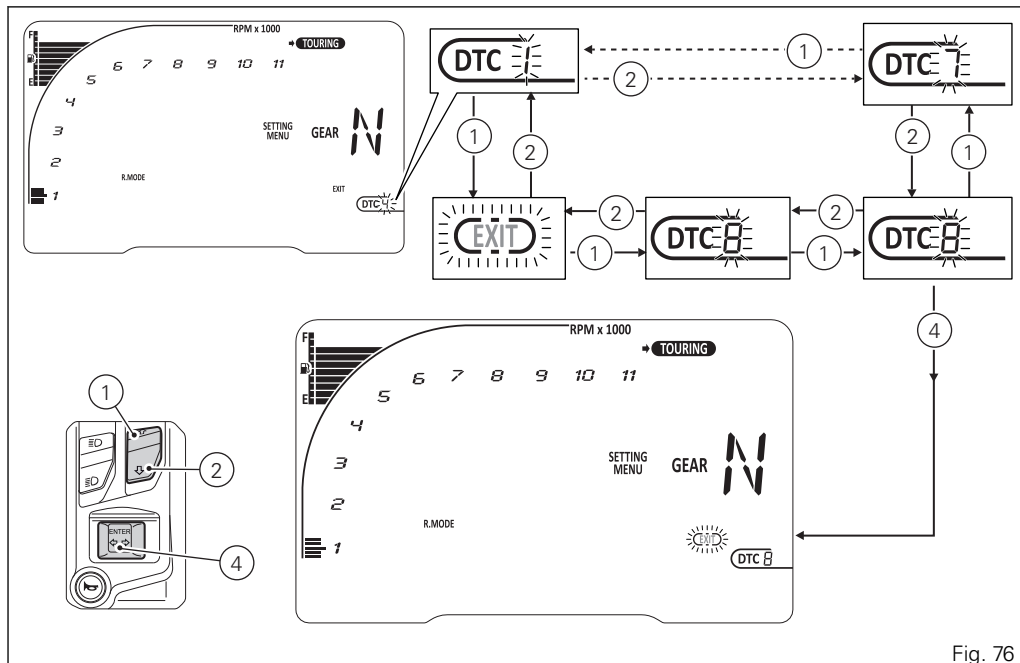 RPM x 1000
TOURING
F
E
1
2
3
4
5
6 7 8 9 10 11
SETTING
MENU
GEAR N
R.MODE
EXIT
DTC 4
DTC 1
1
2
DTC 7
1
2
2
1
EXIT
2
1
DTC 8
2
1
DTC 8
4
RPM x 1000
TOURING
F
E
1
2
3
4
5
6 7 8 9 10 11
SETTING
MENU
GEAR N
R.MODE
EXIT
DTC 8
1
2
ENTER
4
Fig. 76